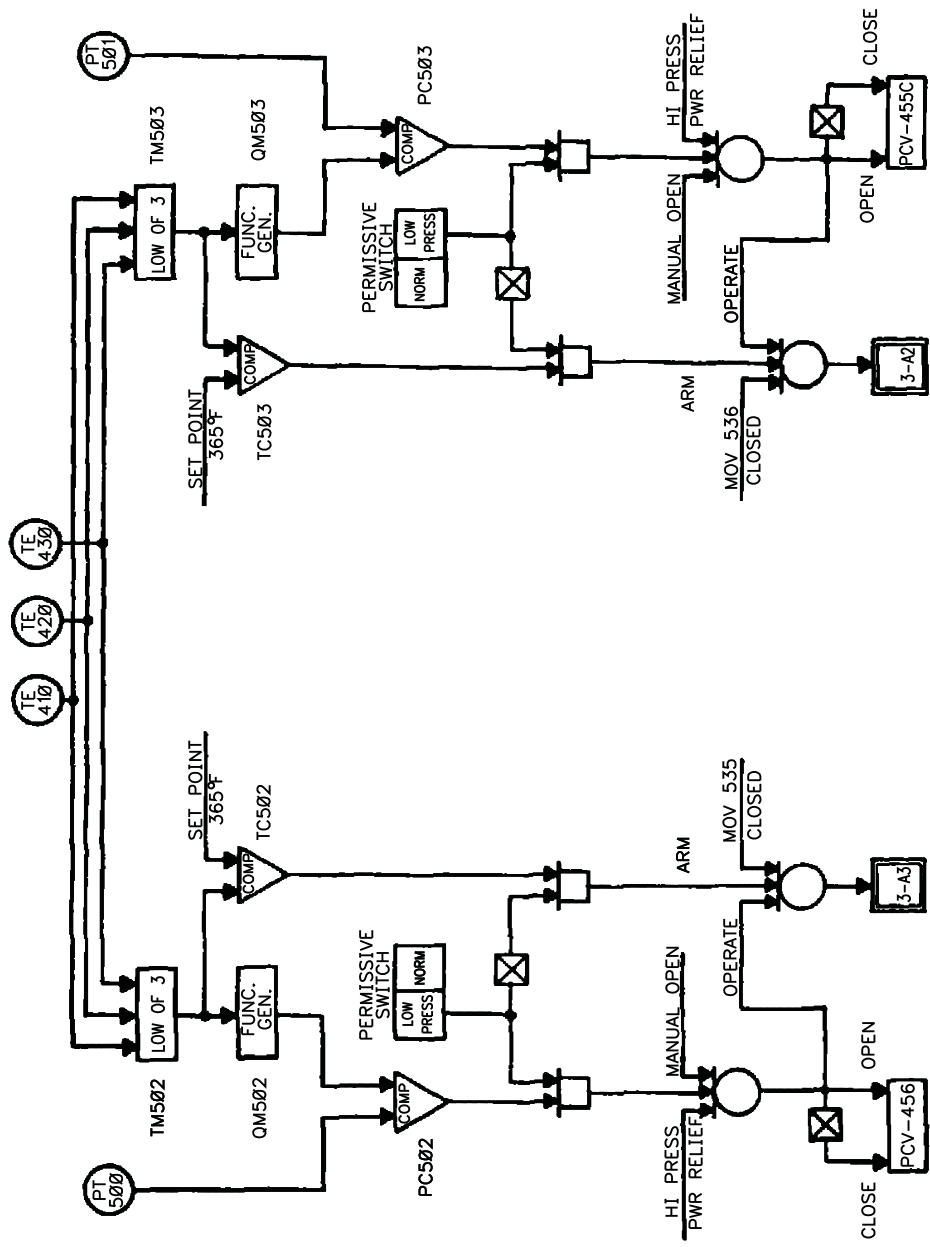 TE
410
TE
420
TE
430
PT
500
PT
501
TM502
LOW OF 3
LOW OF 3
TM503
SET POINT
365°F
SET POINT
365°F
QM502
FUNC.
GEN.
COMP
TC502
TC503
COMP
FUNC.
GEN.
QM503
PERMISSIVE
SWITCH
LOW
PRESS
NORM
PERMISSIVE
SWITCH
NORM
LOW
PRESS
COMP
PC502
COMP
PC503
HI PRESS
PWR RELIEF
MANUAL OPEN
ARM
ARM
MANUAL OPEN
HI PRESS
PWR RELIEF
OPERATE
MOV 535
CLOSED
MOV 536
CLOSED
OPERATE
CLOSE
OPEN
OPEN
CLOSE
PCV-456
3-A3
3-A2
PCV-455C